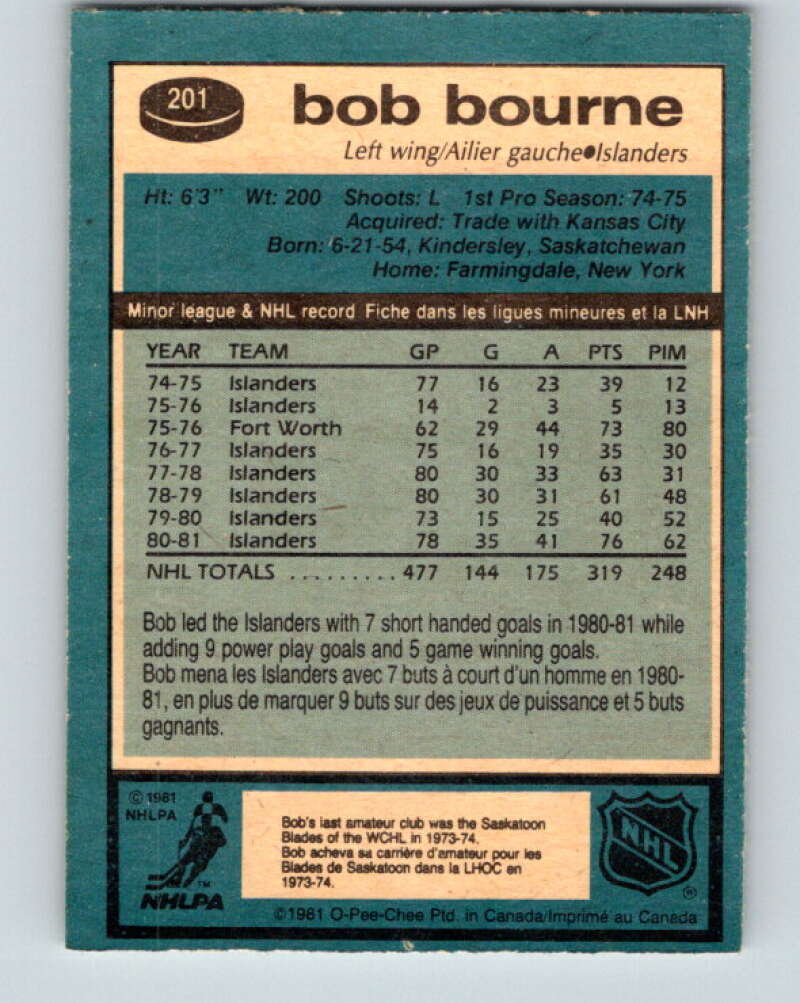 201
bob bourne
Left wing/Ailier gauche●Islanders
Ht: 6'3" Wt: 200 Shoots: L 1st Pro Season: 74-75
Acquired: Trade with Kansas City
Born: 6-21-54, Kindersley, Saskatchewan
Home: Farmingdale, New York
Minor league & NHL record Fiche dans les ligues mineures et la LNH
YEAR TEAM GP G A PTS PIM
74-75 Islanders 77 16 23 39 12
75-76 Islanders 14 2 3 5 13
75-76 Fort Worth 62 29 44 73 80
76-77 Islanders 75 16 19 35 30
77-78 Islanders 80 30 33 63 31
78-79 Islanders 80 30 31 61 48
79-80 Islanders 73 15 25 40 52
80-81 Islanders 78 35 41 76 62
NHL TOTALS ......... 477 144 175 319 248
Bob led the Islanders with 7 short handed goals in 1980-81 while
adding 9 power play goals and 5 game winning goals.
Bob mena les Islanders avec 7 buts à court d'un homme en 1980-
81, en plus de marquer 9 buts sur des jeux de puissance et 5 buts
gagnants.
© 1981
NHLPA
TM
NHLPA
Bob's last amateur club was the Saskatoon
Blades of the WCHL in 1973-74.
Bob acheva sa carrière d'amateur pour les
Blades de Saskatoon dans la LHOC en
1973-74.
NHL
®
©1981 O-Pee-Chee Ptd. in Canada/Imprimé au Canada